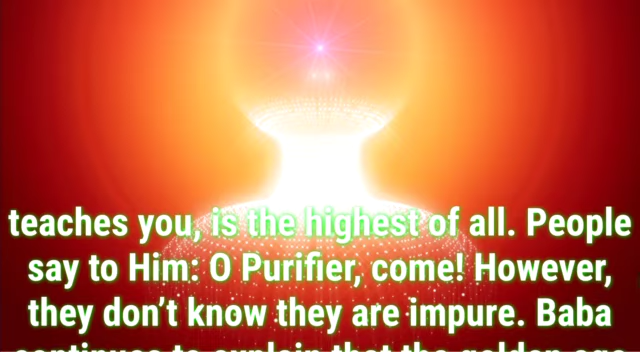 teaches you, is the highest of all. People
say to Him: O Purifier, come! However,
they don’t know they are impure. Baba
continues to explain that the golden age